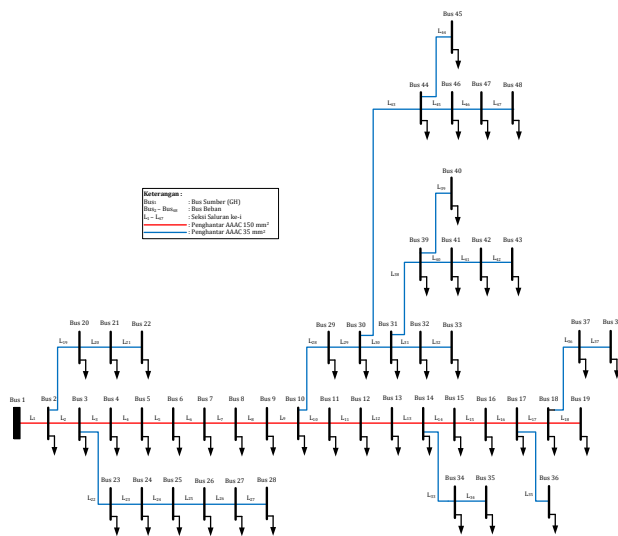 Bus 45
L₄₄
Bus 44 Bus 46 Bus 47 Bus 48
L₄₃ L₄₅ L₄₆ L₄₇
Bus 40
L₃₉
Keterangan :
Bus₁ : Bus Sumber (GH)
Bus₂ – Bus₄₈ : Bus Beban
L₁ – L₄₇ : Seksi Saluran ke-i
: Penghantar AAAC 150 mm²
: Penghantar AAAC 35 mm²
Bus 39 Bus 41 Bus 42 Bus 43
L₃₈ L₄₀ L₄₁ L₄₂
Bus 20 Bus 21 Bus 22 Bus 29 Bus 30 Bus 31 Bus 32 Bus 33 Bus 37 Bus 3
L₁₉ L₂₀ L₂₁ L₂₈ L₂₉ L₃₀ L₃₁ L₃₂ L₃₆ L₃₇
Bus 1 Bus 2 Bus 3 Bus 4 Bus 5 Bus 6 Bus 7 Bus 8 Bus 9 Bus 10 Bus 11 Bus 12 Bus 13 Bus 14 Bus 15 Bus 16 Bus 17 Bus 18 Bus 19
L₁ L₂ L₃ L₄ L₅ L₆ L₇ L₈ L₉ L₁₀ L₁₁ L₁₂ L₁₃ L₁₄ L₁₅ L₁₆ L₁₇ L₁₈
Bus 23 Bus 24 Bus 25 Bus 26 Bus 27 Bus 28 Bus 34 Bus 35 Bus 36
L₂₂ L₂₃ L₂₄ L₂₅ L₂₆ L₂₇ L₃₃ L₃₄ L₃₅